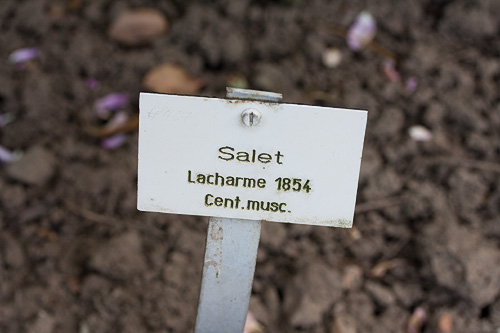 Salet
Lacharme 1854
Cent.musc.